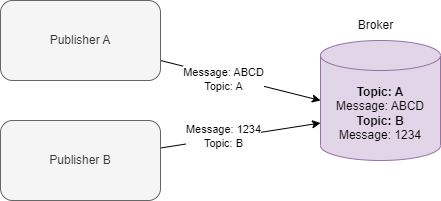 Publisher A
Message: ABCD
Topic: A
Publisher B
Message: 1234
Topic: B
Broker
Topic: A
Message: ABCD
Topic: B
Message: 1234